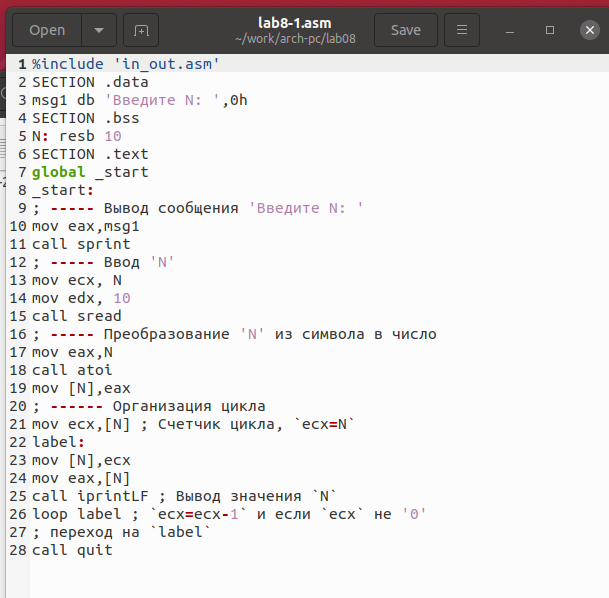 Open
lab8-1.asm
~/work/arch-pc/lab08
Save
1 %include 'in_out.asm'
2 SECTION .data
3 msg1 db 'Введите N: ',0h
4 SECTION .bss
5 N: resb 10
6 SECTION .text
7 global _start
8 _start:
9 ; ----- Вывод сообщения 'Введите N: '
10 mov eax,msg1
11 call sprint
12 ; ----- Ввод 'N'
13 mov ecx, N
14 mov edx, 10
15 call sread
16 ; ----- Преобразование 'N' из символа в число
17 mov eax,N
18 call atoi
19 mov [N],eax
20 ; ------ Организация цикла
21 mov ecx,[N] ; Счетчик цикла, `ecx=N`
22 label:
23 mov [N],ecx
24 mov eax,[N]
25 call iprintLF ; Вывод значения `N`
26 loop label ; `ecx=ecx-1` и если `ecx` не '0'
27 ; переход на `label`
28 call quit